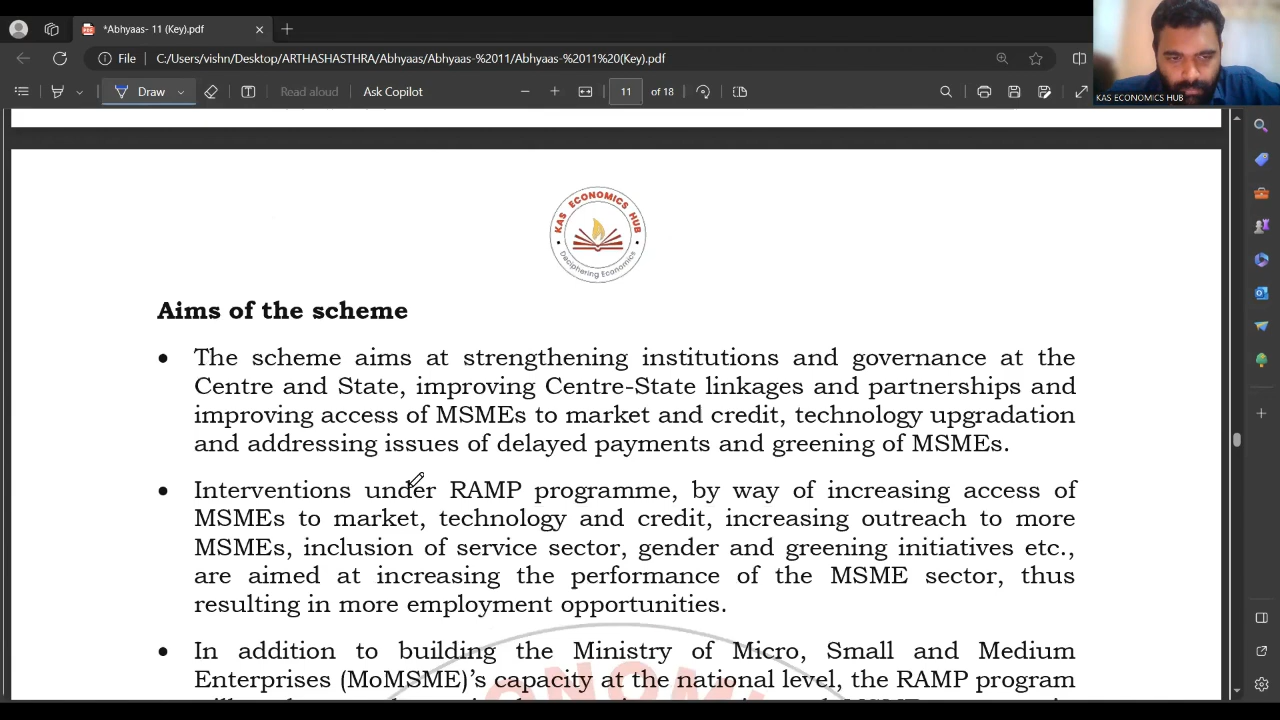 *Abhyaas- 11 (Key).pdf
File
C:/Users/vishn/Desktop/ARTHASHASTHRA/Abhyaas/Abhyaas-%2011/Abhyaas-%2011%20(Key).pdf
Draw
Read aloud
Ask Copilot
11 of 18
KAS ECONOMICS HUB
KAS ECONOMICS HUB
Deciphering Economics
Aims of the scheme
• The scheme aims at strengthening institutions and governance at the
Centre and State, improving Centre-State linkages and partnerships and
improving access of MSMEs to market and credit, technology upgradation
and addressing issues of delayed payments and greening of MSMEs.
• Interventions under RAMP programme, by way of increasing access of
MSMEs to market, technology and credit, increasing outreach to more
MSMEs, inclusion of service sector, gender and greening initiatives etc.,
are aimed at increasing the performance of the MSME sector, thus
resulting in more employment opportunities.
• In addition to building the Ministry of Micro, Small and Medium
Enterprises (MoMSME)'s capacity at the national level, the RAMP program